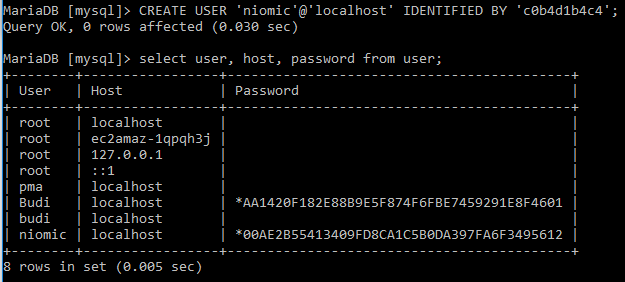 MariaDB [mysql]> CREATE USER 'niomic'@'localhost' IDENTIFIED BY 'c0b4d1b4c4';
Query OK, 0 rows affected (0.030 sec)
MariaDB [mysql]> select user, host, password from user;
+--------+-----------------+-------------------------------------------+
| User   | Host            | Password                                  |
+--------+-----------------+-------------------------------------------+
| root   | localhost       |                                           |
| root   | ec2amaz-1qpqh3j |                                           |
| root   | 127.0.0.1       |                                           |
| root   | ::1             |                                           |
| pma    | localhost       |                                           |
| Budi   | localhost       | *AA1420F182E88B9E5F874F6FBE7459291E8F4601 |
| budi   | localhost       |                                           |
| niomic | localhost       | *00AE2B55413409FD8CA1C5B0DA397FA6F3495612 |
+--------+-----------------+-------------------------------------------+
8 rows in set (0.005 sec)